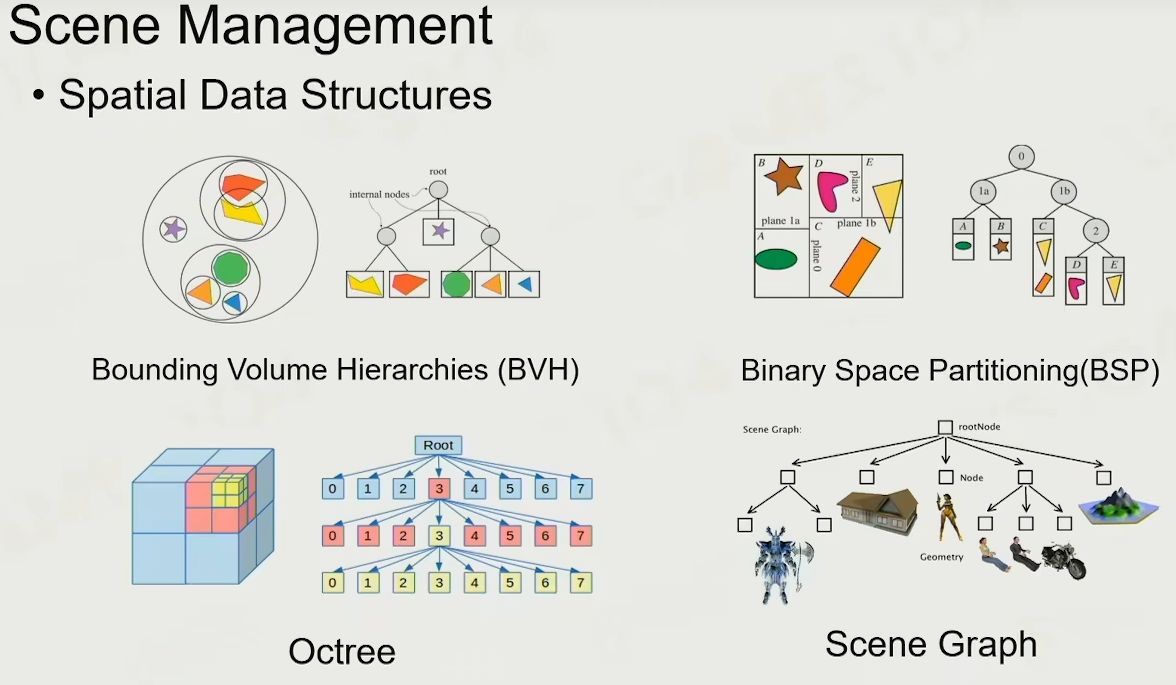 Scene Management
• Spatial Data Structures
root
internal nodes
B
D
E
plane 2
plane 1a
C
plane 1b
A
plane 0
0
1a
1b
A
B
C
2
D
E
Bounding Volume Hierarchies (BVH)
Binary Space Partitioning(BSP)
Root
0 1 2 3 4 5 6 7
0 1 2 3 4 5 6 7
0 1 2 3 4 5 6 7
Scene Graph:
rootNode
Node
Geometry
Octree
Scene Graph